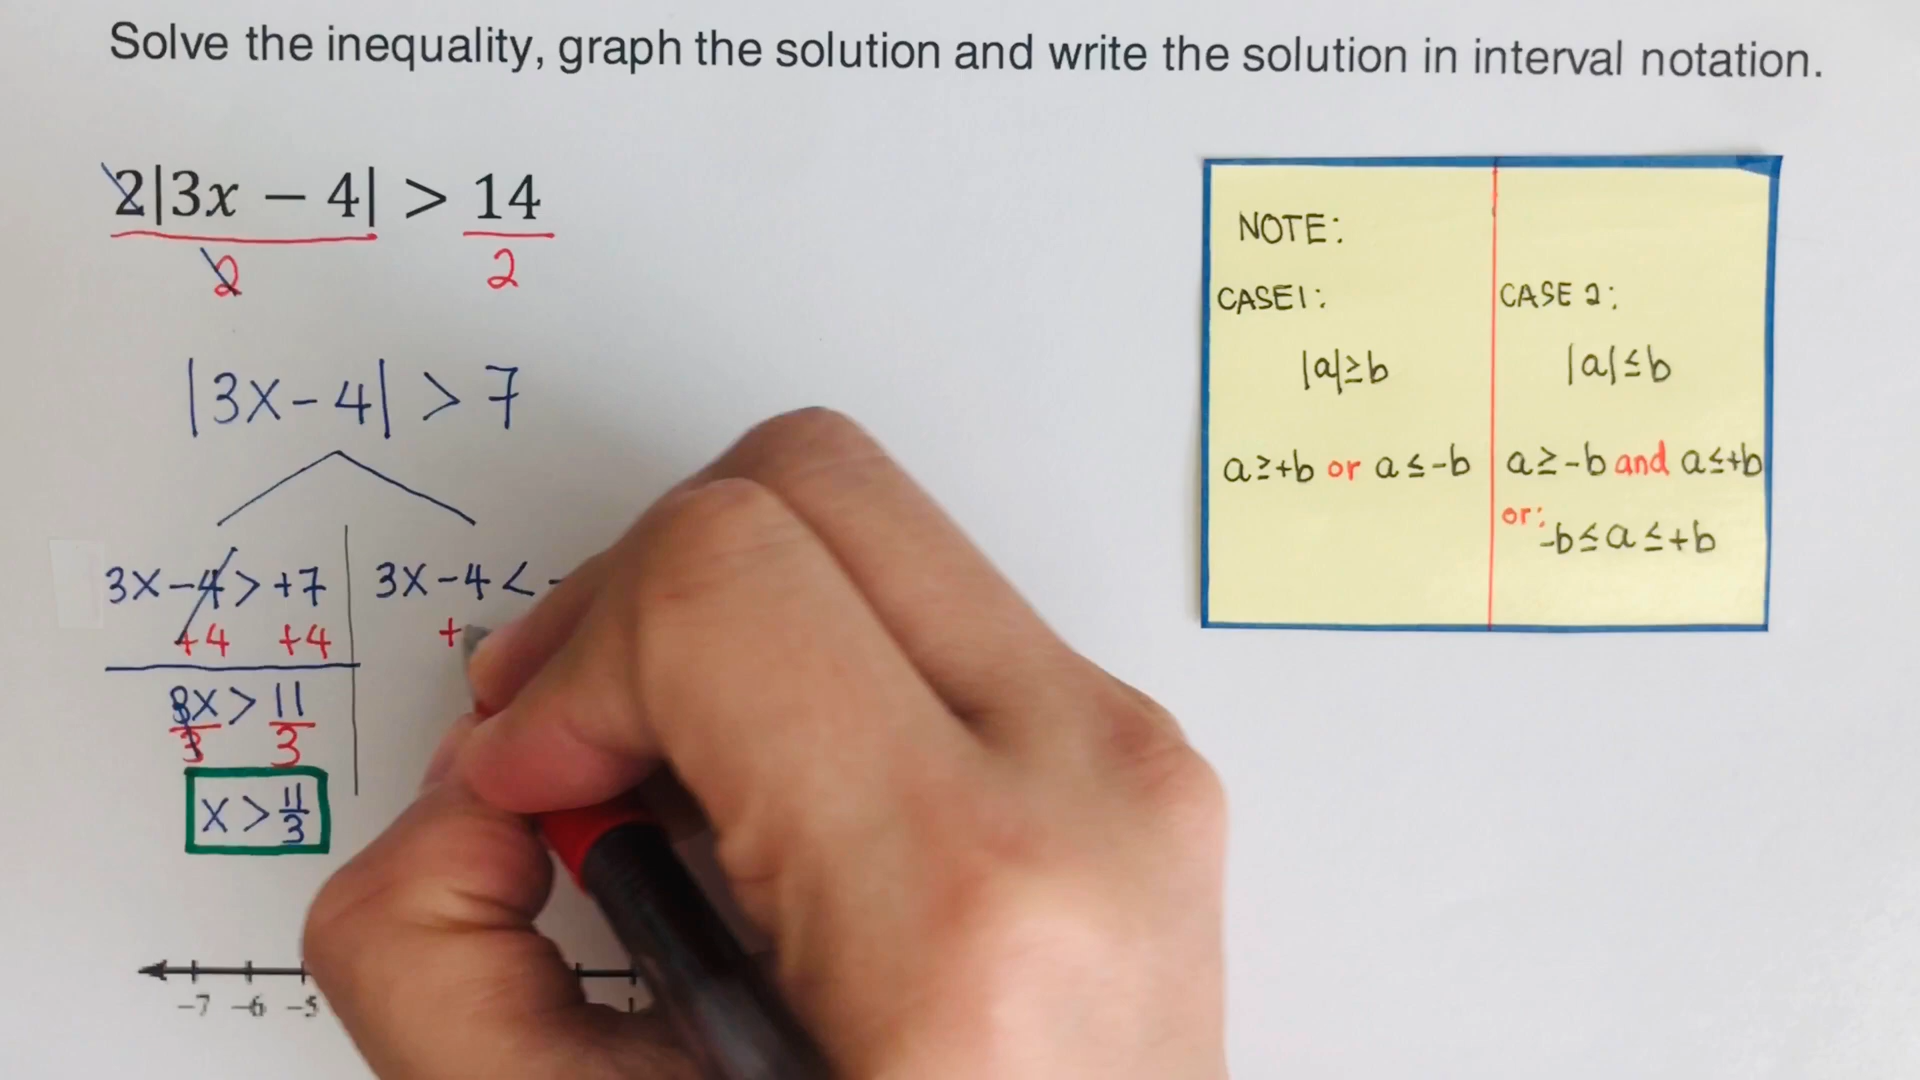 Solve the inequality, graph the solution and write the solution in interval notation.
2|3x − 4| > 14
2 2
|3x-4| > 7
3x-4 > +7
+4 +4
3x > 11
3 3
x > 11/3
3x-4 < -
+
-7 -6 -5
NOTE:
CASE 1:
|a|≥b
a≥+b or a≤-b
CASE 2:
|a|≤b
a≥-b and a≤+b
or: -b≤a≤+b